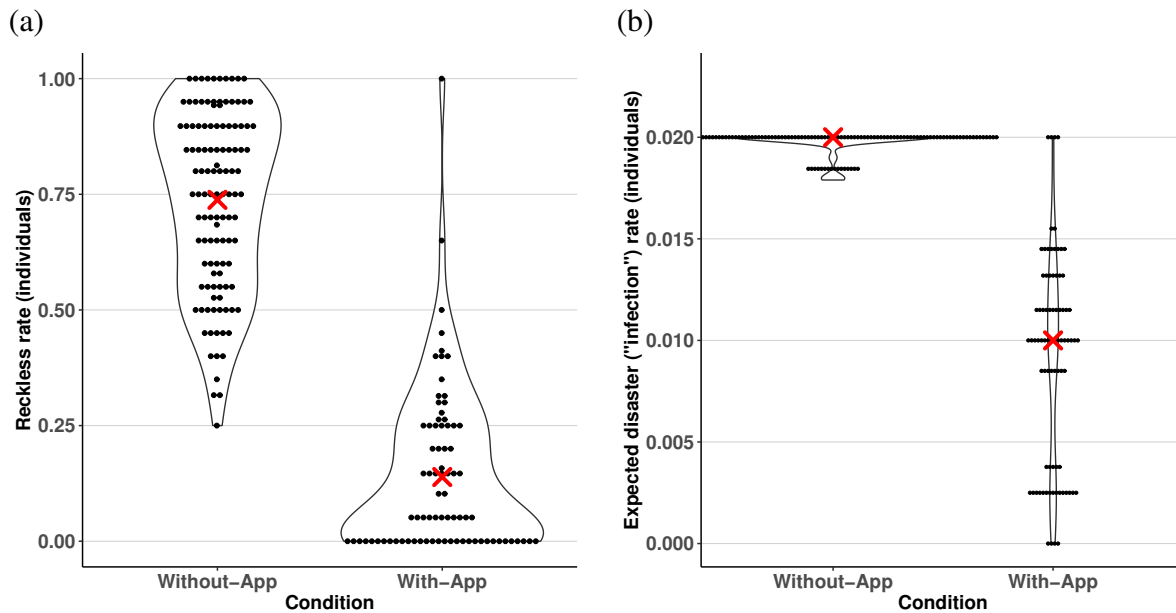 (a)
Reckless rate (individuals)
1.00
0.75
0.50
0.25
0.00
Without−App
With−App
Condition
(b)
Expected disaster ("infection") rate (individuals)
0.020
0.015
0.010
0.005
0.000
Without−App
With−App
Condition